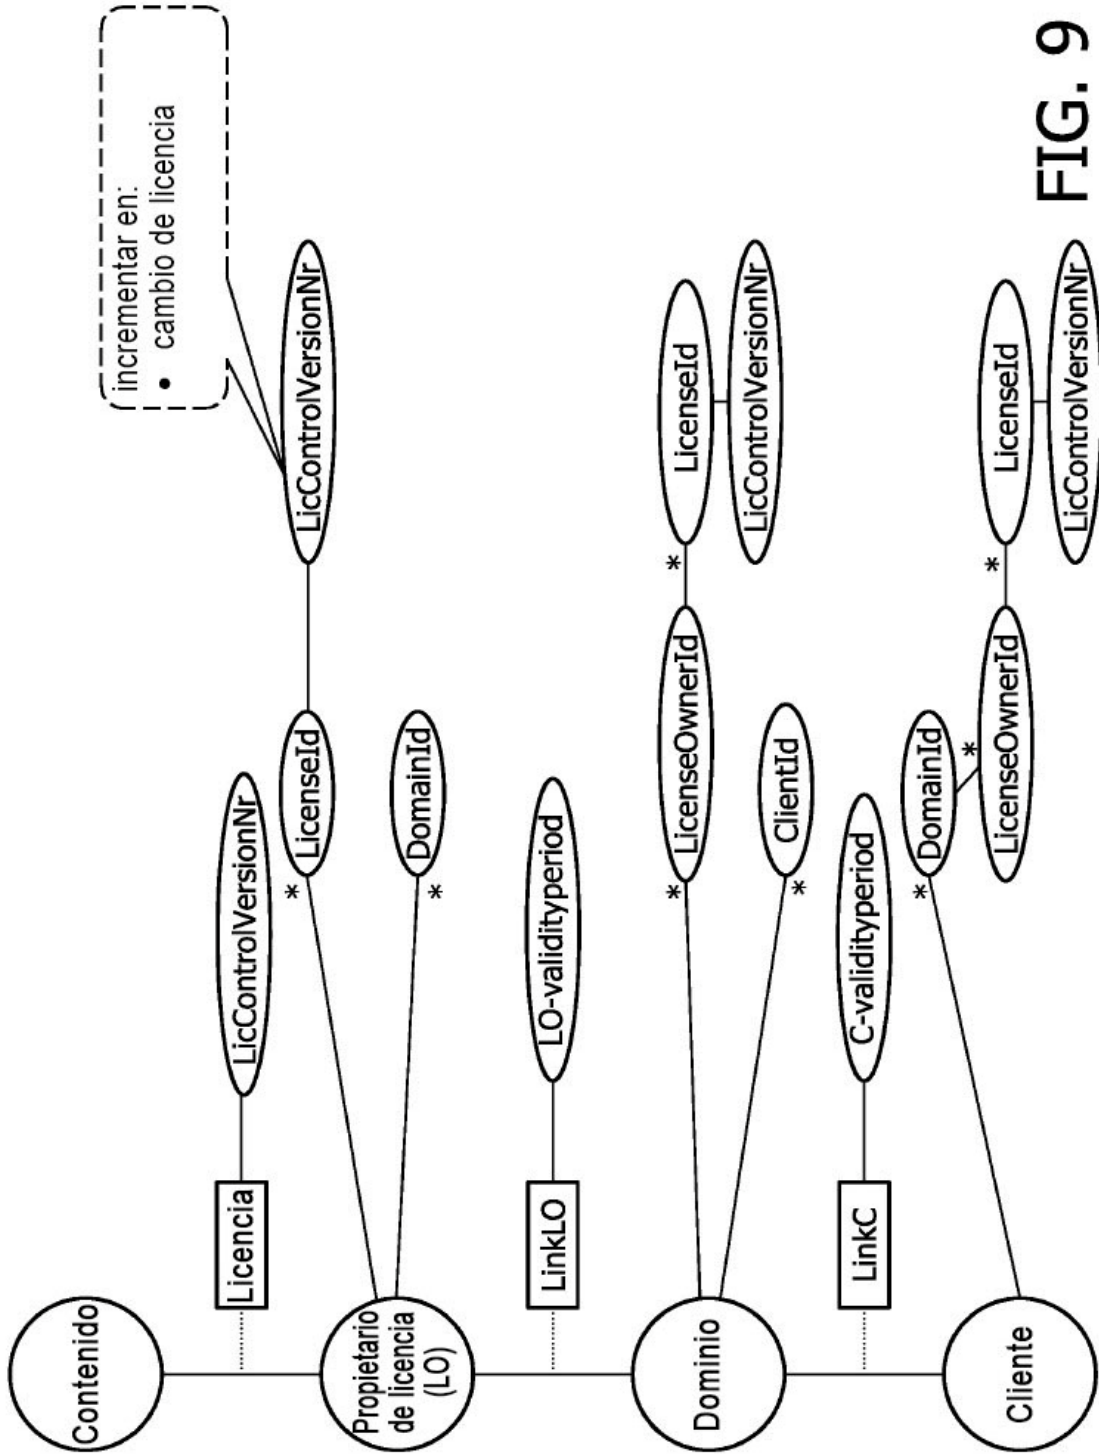 incrementar en:
• cambio de licencia
Contenido
Licencia
LicControlVersionNr
Propietario
de licencia
(LO)
* LicenseId
LicControlVersionNr
* DomainId
LinkLO
LO-validityperiod
Dominio
* LicenseOwnerId
* LicenseId
LicControlVersionNr
* ClientId
LinkC
C-validityperiod
Cliente
* DomainId
* LicenseOwnerId
* LicenseId
LicControlVersionNr
FIG. 9